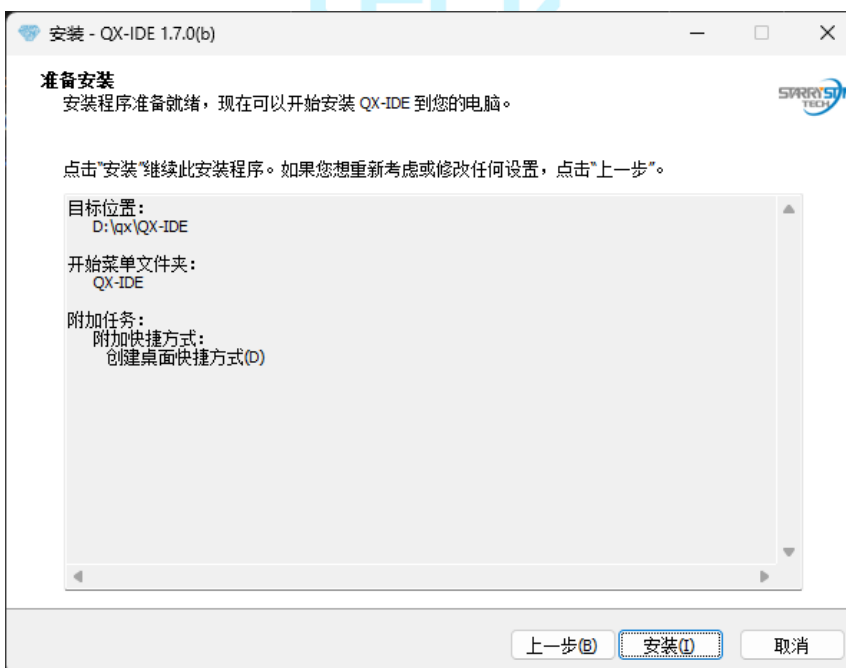 安装 - QX-IDE 1.7.0(b)
准备安装
安装程序准备就绪，现在可以开始安装 QX-IDE 到您的电脑。
STARRYSO
TECH
点击"安装"继续此安装程序。如果您想重新考虑或修改任何设置，点击"上一步"。
目标位置：
D:\qx\QX-IDE
开始菜单文件夹：
QX-IDE
附加任务：
附加快捷方式：
创建桌面快捷方式(D)
上一步(B) 安装(I) 取消